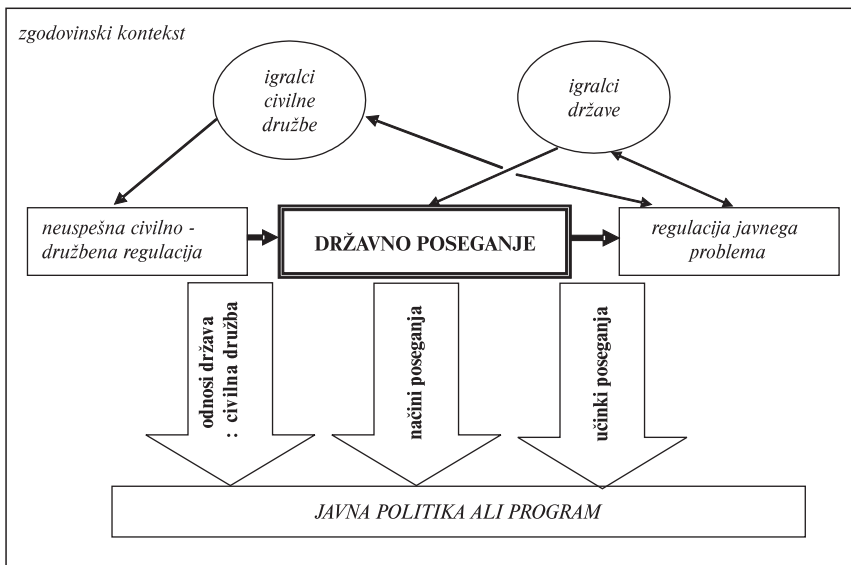 zgodovinski kontekst
igralci
civilne
družbe
igralci
države
neuspešna civilno -
družbena regulacija
DRŽAVNO POSEGANJE
regulacija javnega
problema
odnosi država
: civilna družba
načini poseganja
učinki poseganja
JAVNA POLITIKA ALI PROGRAM